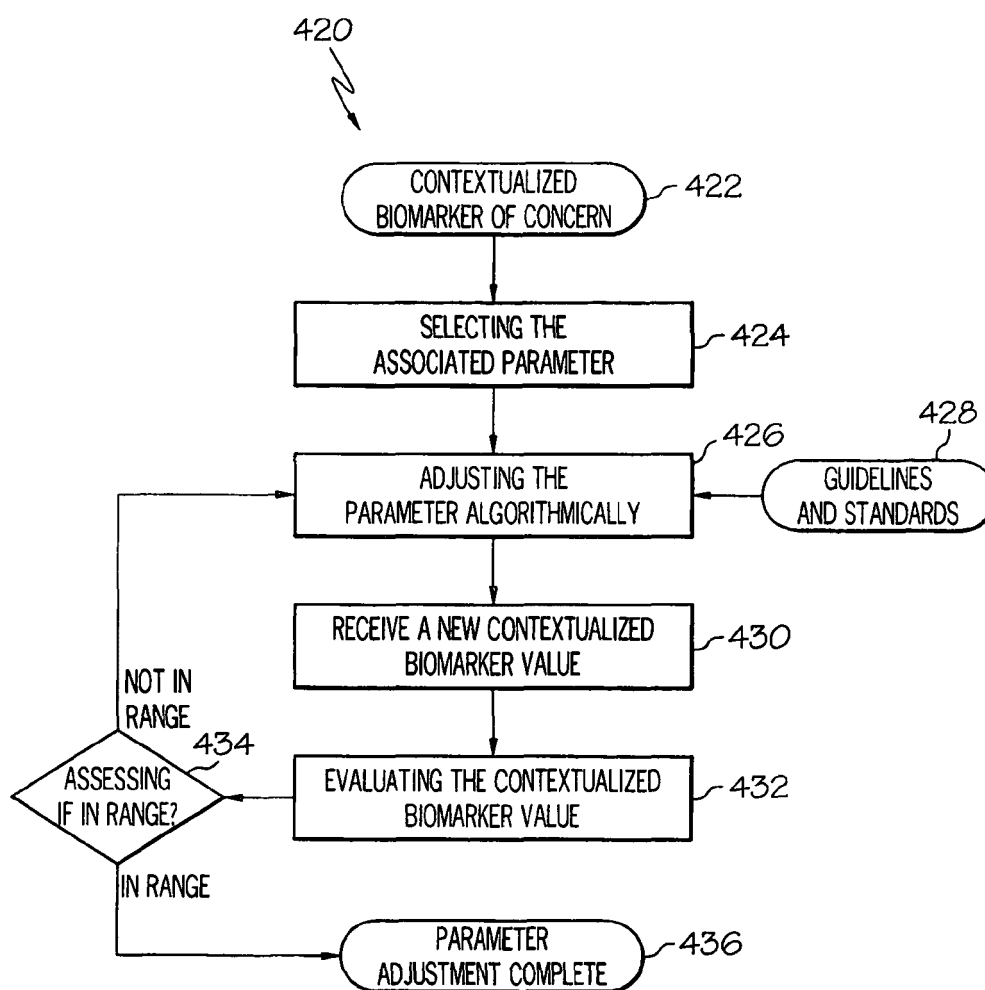 420
CONTEXTUALIZED
BIOMARKER OF CONCERN
422
SELECTING THE
ASSOCIATED PARAMETER
424
426
428
ADJUSTING THE
PARAMETER ALGORITHMICALLY
GUIDELINES
AND STANDARDS
RECEIVE A NEW CONTEXTUALIZED
BIOMARKER VALUE
430
NOT IN
RANGE
434
ASSESSING
IF IN RANGE?
EVALUATING THE CONTEXTUALIZED
BIOMARKER VALUE
432
IN RANGE
PARAMETER
ADJUSTMENT COMPLETE
436